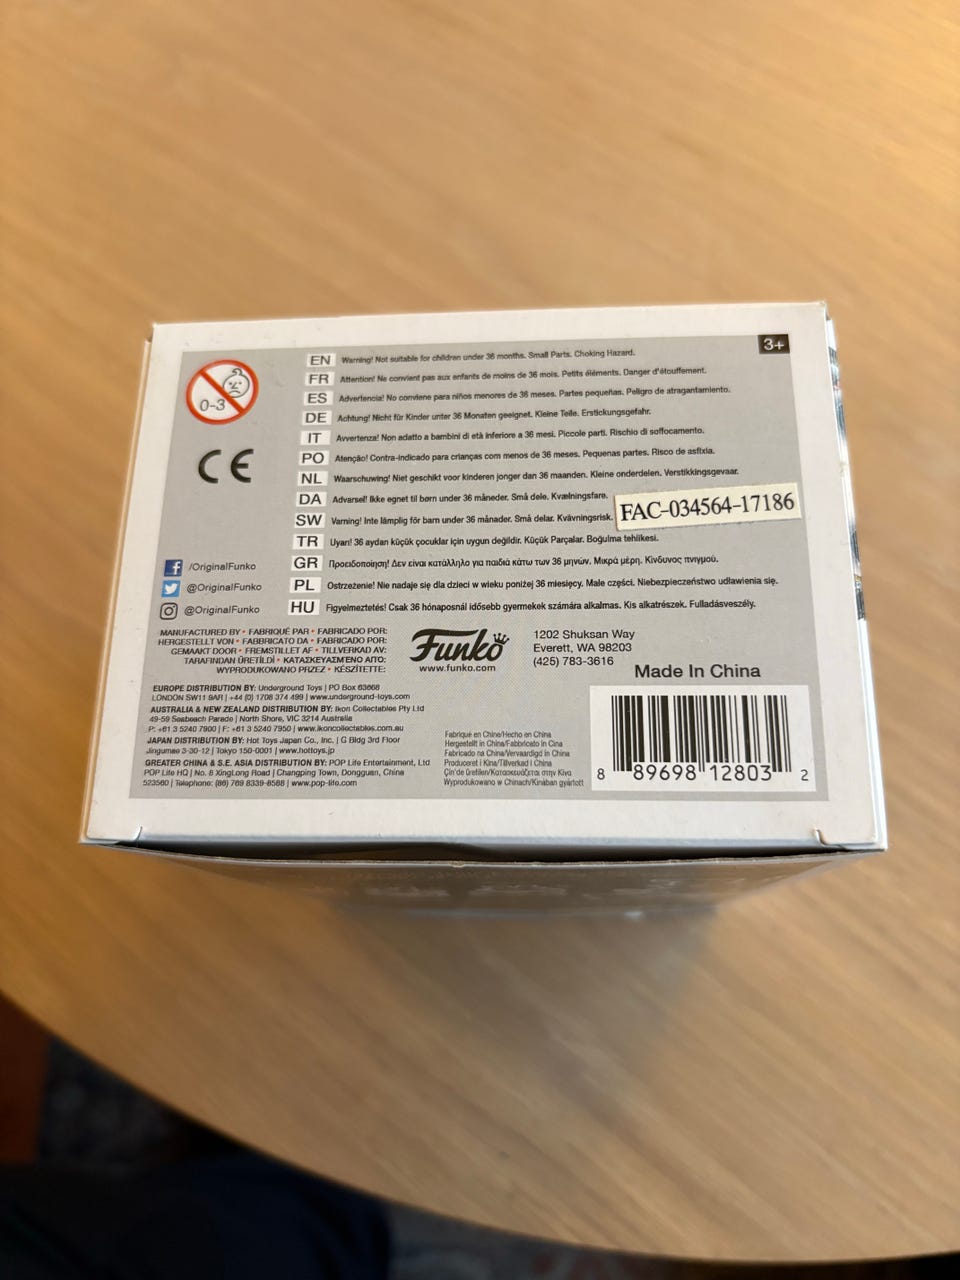 3+
0-3
CE
EN Warning! Not suitable for children under 36 months. Small Parts. Choking Hazard.
FR Attention! Ne convient pas aux enfants de moins de 36 mois. Petits éléments. Danger d'étouffement.
ES Advertencia! No conviene para niños menores de 36 meses. Partes pequeñas. Peligro de atragantamiento.
DE Achtung! Nicht für Kinder unter 36 Monaten geeignet. Kleine Teile. Erstickungsgefahr.
IT Avvertenza! Non adatto a bambini di età inferiore a 36 mesi. Piccole parti. Rischio di soffocamento.
PO Atenção! Contra-indicado para crianças com menos de 36 meses. Pequenas partes. Risco de asfixia.
NL Waarschuwing! Niet geschikt voor kinderen jonger dan 36 maanden. Kleine onderdelen. Verstikkingsgevaar.
DA Advarsel! Ikke egnet til børn under 36 måneder. Små dele. Kvælningsfare.
SW Varning! Inte lämplig för barn under 36 månader. Små delar. Kvävningsrisk.
FAC-034564-17186
TR Uyarı! 36 aydan küçük çocuklar için uygun değildir. Küçük Parçalar. Boğulma tehlikesi.
GR Προειδοποίηση! Δεν είναι κατάλληλο για παιδιά κάτω των 36 μηνών. Μικρά μέρη. Κίνδυνος πνιγμού.
PL Ostrzeżenie! Nie nadaje się dla dzieci w wieku poniżej 36 miesięcy. Małe części. Niebezpieczeństwo udławienia się.
HU Figyelmeztetés! Csak 36 hónaposnál idősebb gyermekek számára alkalmas. Kis alkatrészek. Fulladásveszély.
/OriginalFunko
@OriginalFunko
@OriginalFunko
MANUFACTURED BY • FABRIQUÉ PAR • FABRICADO POR:
HERGESTELLT VON • FABBRICATO DA • FABRICADO POR:
GEMAAKT DOOR • FREMSTILLET AF • TILLVERKAD AV:
TARAFINDAN ÜRETİLDİ • ΚΑΤΑΣΚΕΥΑΣΜΕΝΟ ΑΠΟ:
WYPRODUKOWANO PRZEZ • KÉSZÍTETTE:
Funko
www.funko.com
1202 Shuksan Way
Everett, WA 98203
(425) 783-3616
Made In China
EUROPE DISTRIBUTION BY: Underground Toys | PO Box 63668
LONDON SW11 9AR | +44 (0) 1708 374 499 | www.underground-toys.com
AUSTRALIA & NEW ZEALAND DISTRIBUTION BY: Ikon Collectables Pty Ltd
49-59 Seabeach Parade | North Shore, VIC 3214 Australia
P: +61 3 5240 7900 | F: +61 3 5240 7950 | www.ikoncollectables.com.au
JAPAN DISTRIBUTION BY: Hot Toys Japan Co., Inc. | G Bldg 3rd Floor
Jingumae 3-30-12 | Tokyo 150-0001 | www.hottoys.jp
GREATER CHINA & S.E. ASIA DISTRIBUTION BY: POP Life Entertainment, Ltd
POP Life HQ | No. 8 XingLong Road | Changping Town, Dongguan, China
523560 | Telephone: (86) 769 8339-8588 | www.pop-life.com
Fabriqué en Chine/Hecho en China
Hergestellt in China/Fabbricato in Cina
Fabricado na China/Vervaardigd in China
Produceret i Kina/Tillverkad i China
Çin'de Üretilen/Κατασκευάζεται στην Κίνα
Wyprodukowano w Chinach/Kínában gyártott
8 89698 12803 2